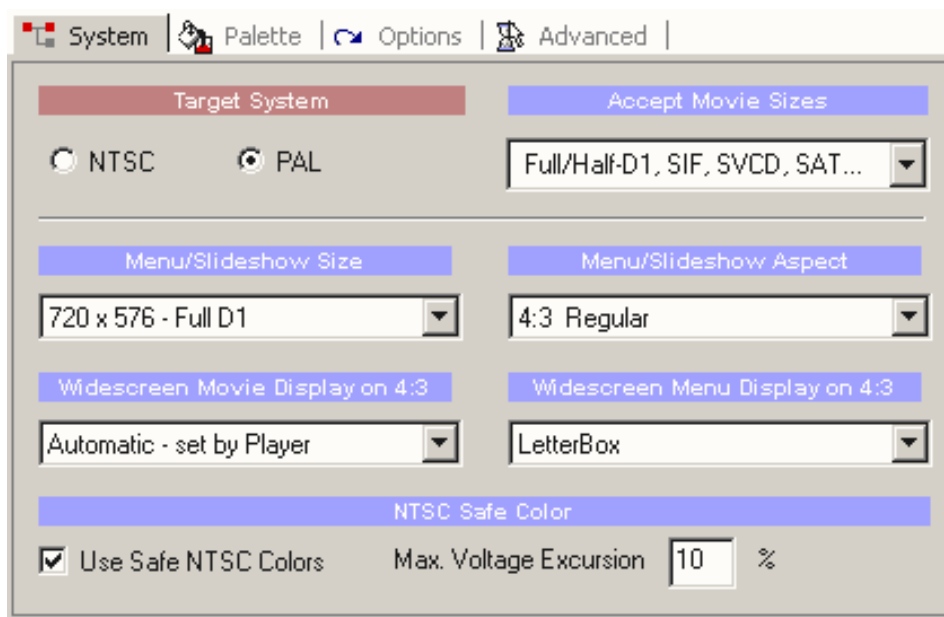 System | Palette | Options | Advanced |
Target System Accept Movie Sizes
NTSC PAL Full/Half-D1, SIF, SVCD, SAT...
Menu/Slideshow Size Menu/Slideshow Aspect
720 x 576 - Full D1 4:3 Regular
Widescreen Movie Display on 4:3 Widescreen Menu Display on 4:3
Automatic - set by Player LetterBox
NTSC Safe Color
Use Safe NTSC Colors Max. Voltage Excursion 10 %